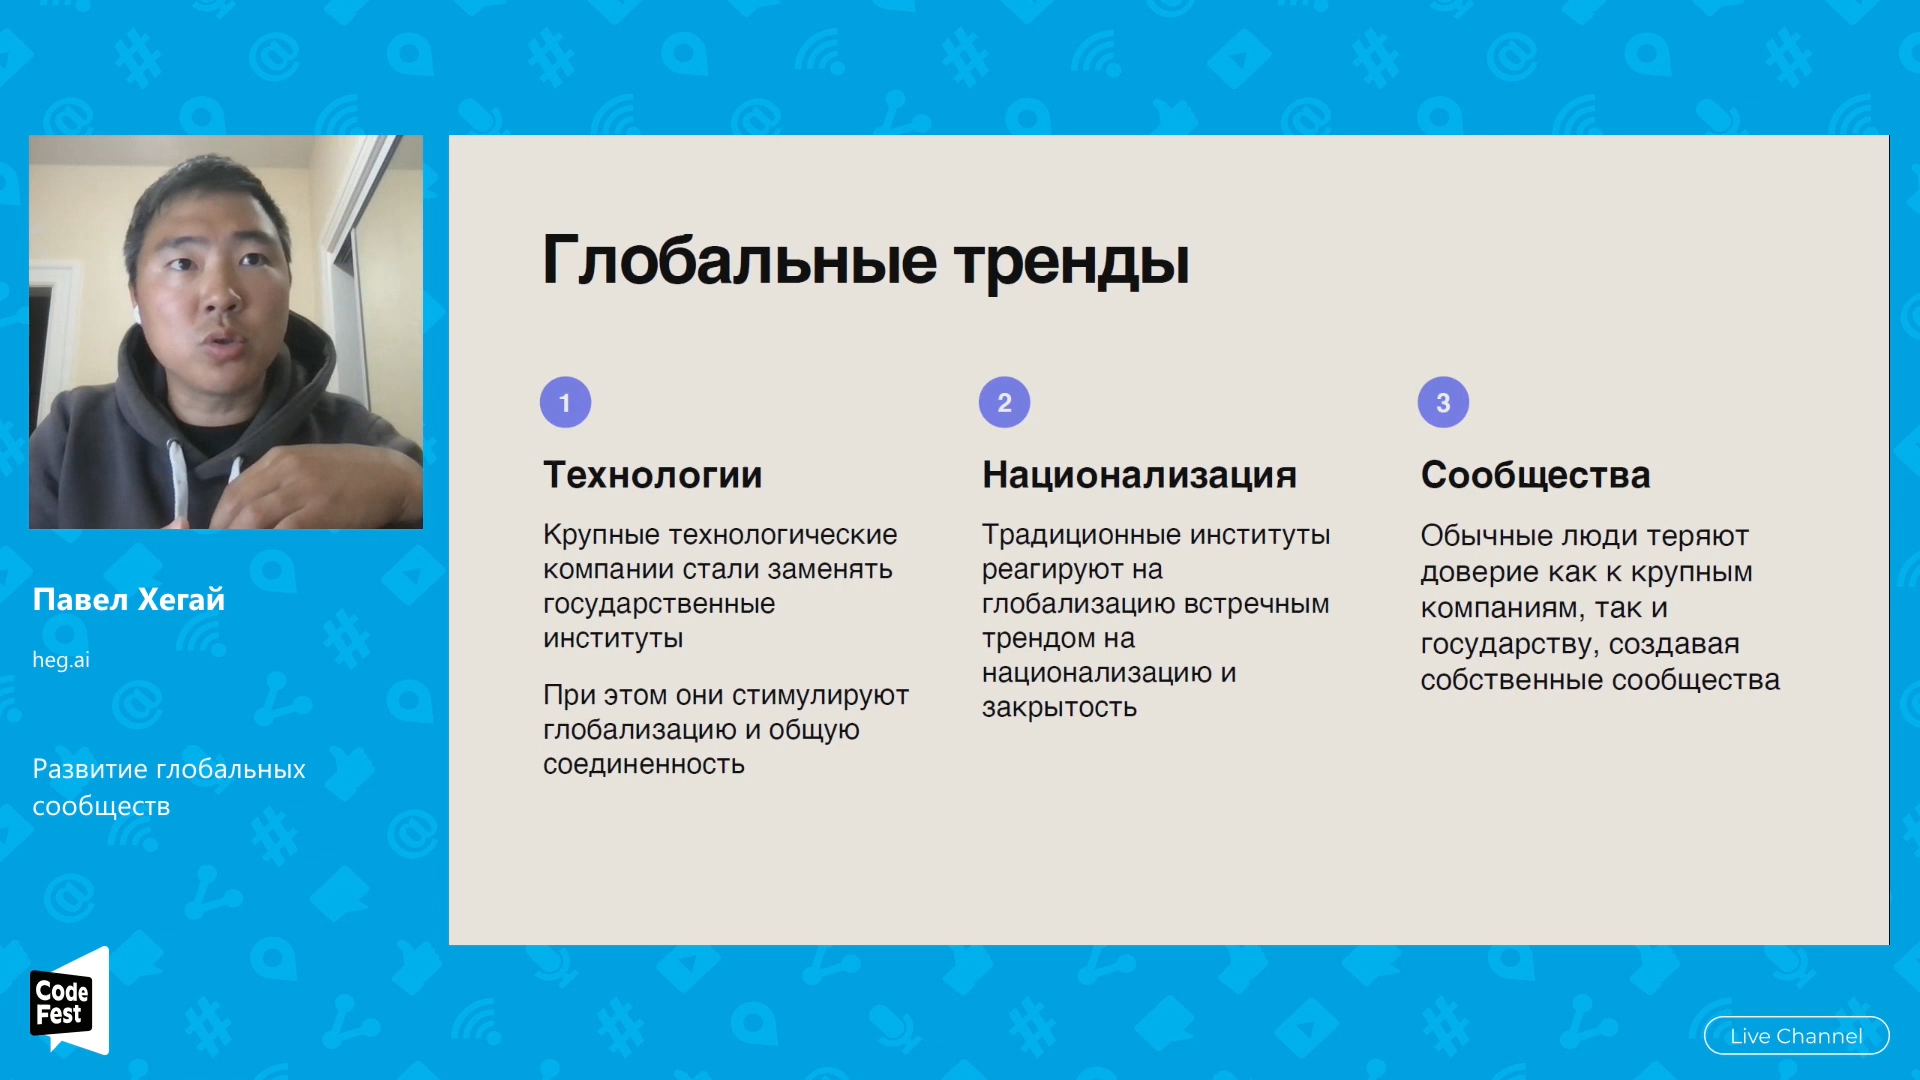 Глобальные тренды
1
Технологии
Крупные технологические
компании стали заменять
государственные
институты
При этом они стимулируют
глобализацию и общую
соединенность
2
Национализация
Традиционные институты
реагируют на
глобализацию встречным
трендом на
национализацию и
закрытость
3
Сообщества
Обычные люди теряют
доверие как к крупным
компаниям, так и
государству, создавая
собственные сообщества
Павел Хегай
heg.ai
Развитие глобальных
сообществ
Code
Fest
Live Channel